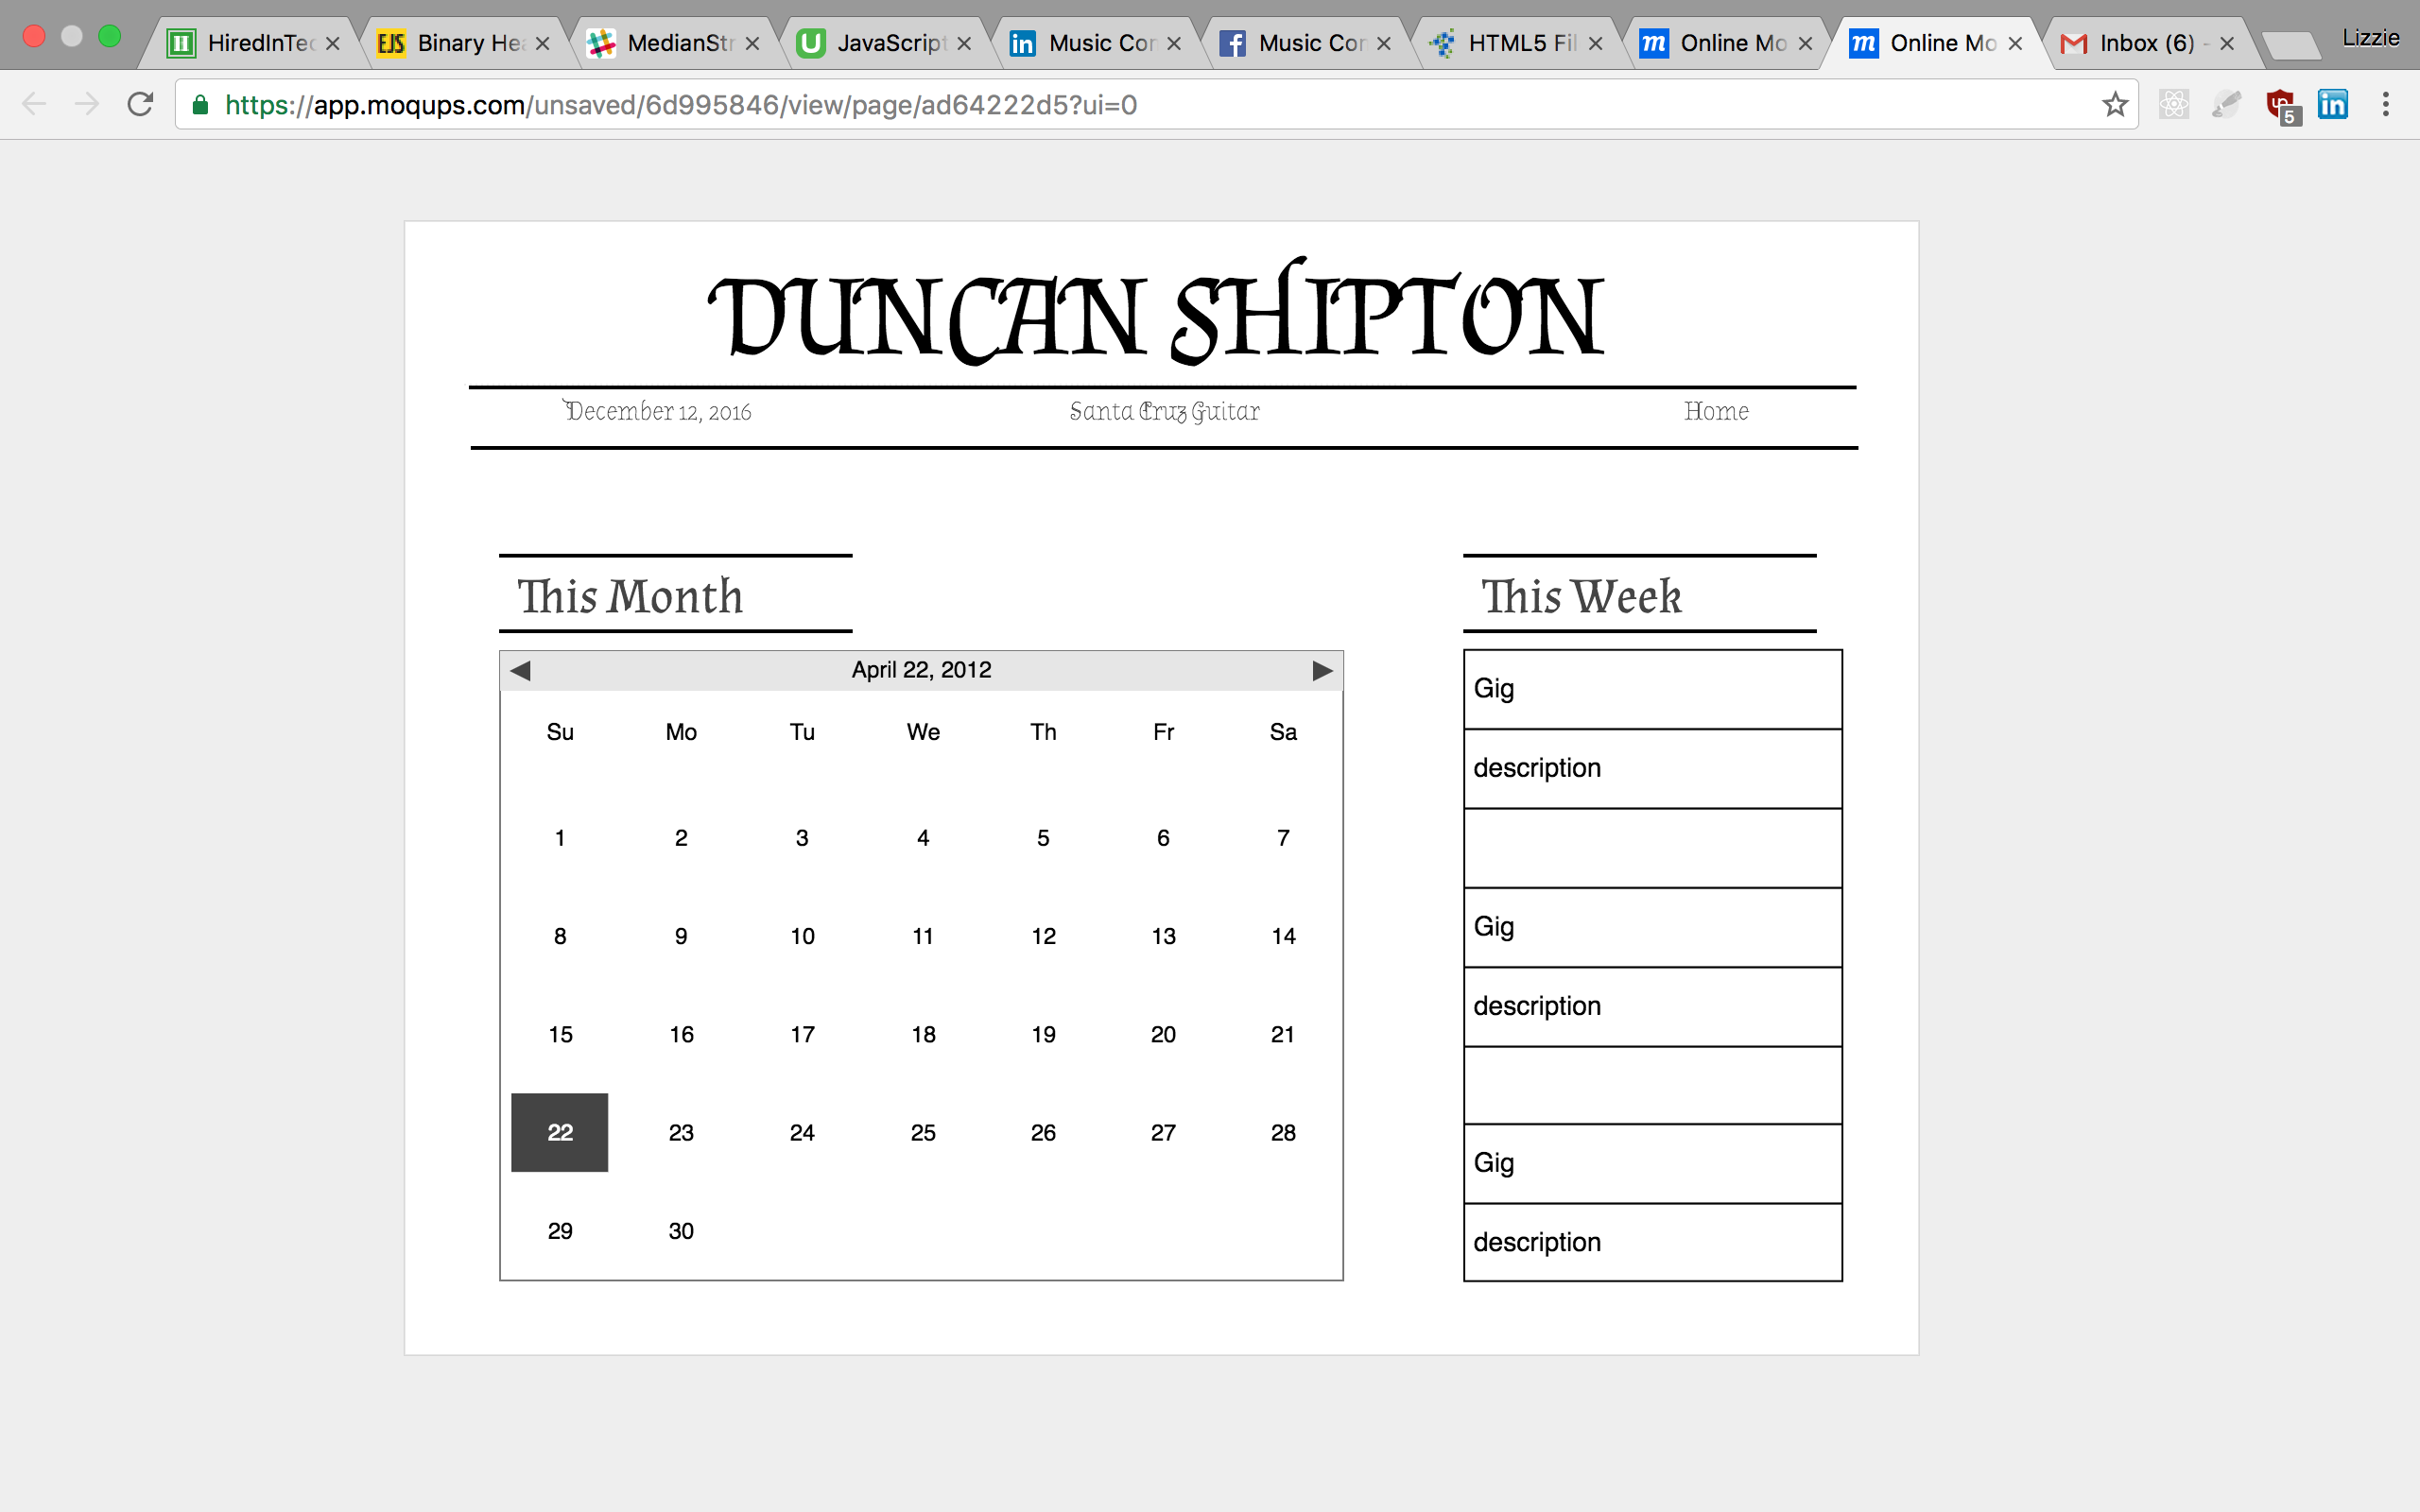 HiredInTec
Binary Hea
MedianStr
JavaScript
Music Cor
Music Cor
HTML5 Fil
Online Mo
Online Mo
Inbox (6) -
Lizzie
https://app.moqups.com/unsaved/6d995846/view/page/ad64222d5?ui=0
5
DUNCAN SHIPTON
December 12, 2016 Santa Cruz Guitar Home
This Month
This Week
April 22, 2012
Su Mo Tu We Th Fr Sa
1 2 3 4 5 6 7
8 9 10 11 12 13 14
15 16 17 18 19 20 21
22 23 24 25 26 27 28
29 30
Gig
description
Gig
description
Gig
description